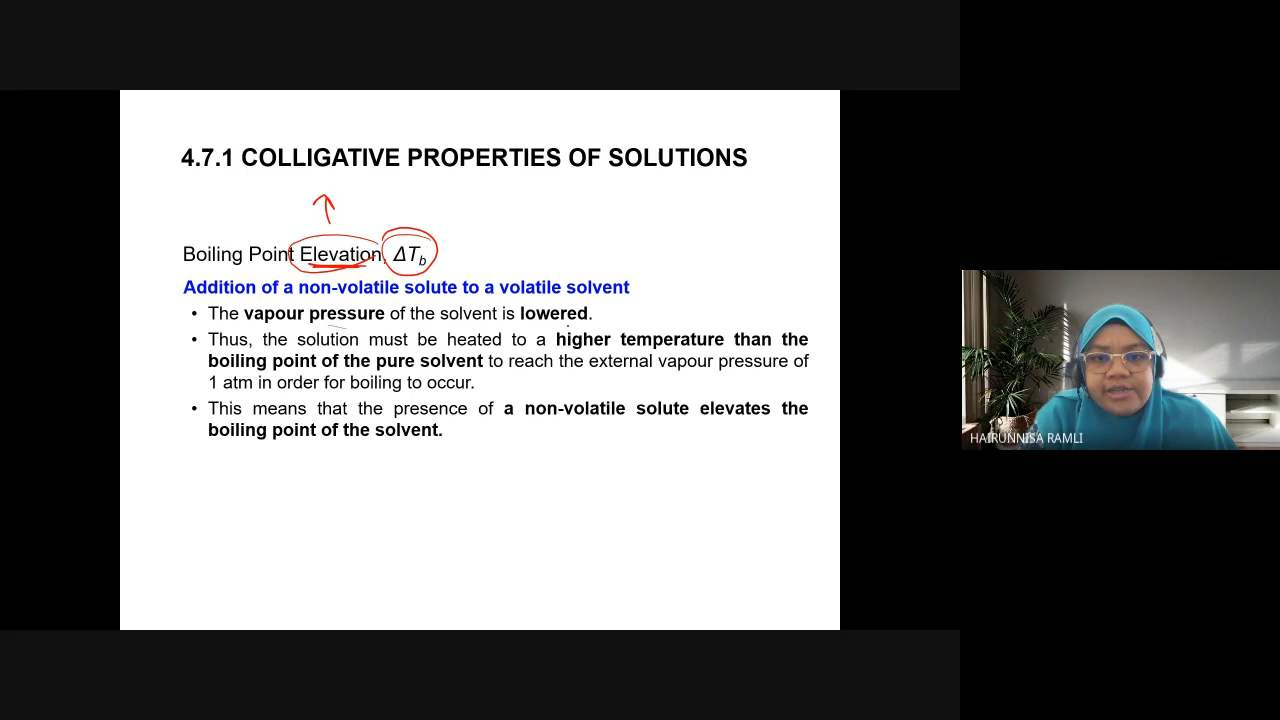 4.7.1 COLLIGATIVE PROPERTIES OF SOLUTIONS
Boiling Point Elevation, ΔTb
Addition of a non-volatile solute to a volatile solvent
• The vapour pressure of the solvent is lowered.
• Thus, the solution must be heated to a higher temperature than the
boiling point of the pure solvent to reach the external vapour pressure of
1 atm in order for boiling to occur.
• This means that the presence of a non-volatile solute elevates the
boiling point of the solvent.
HAIRUNNISA RAMLI